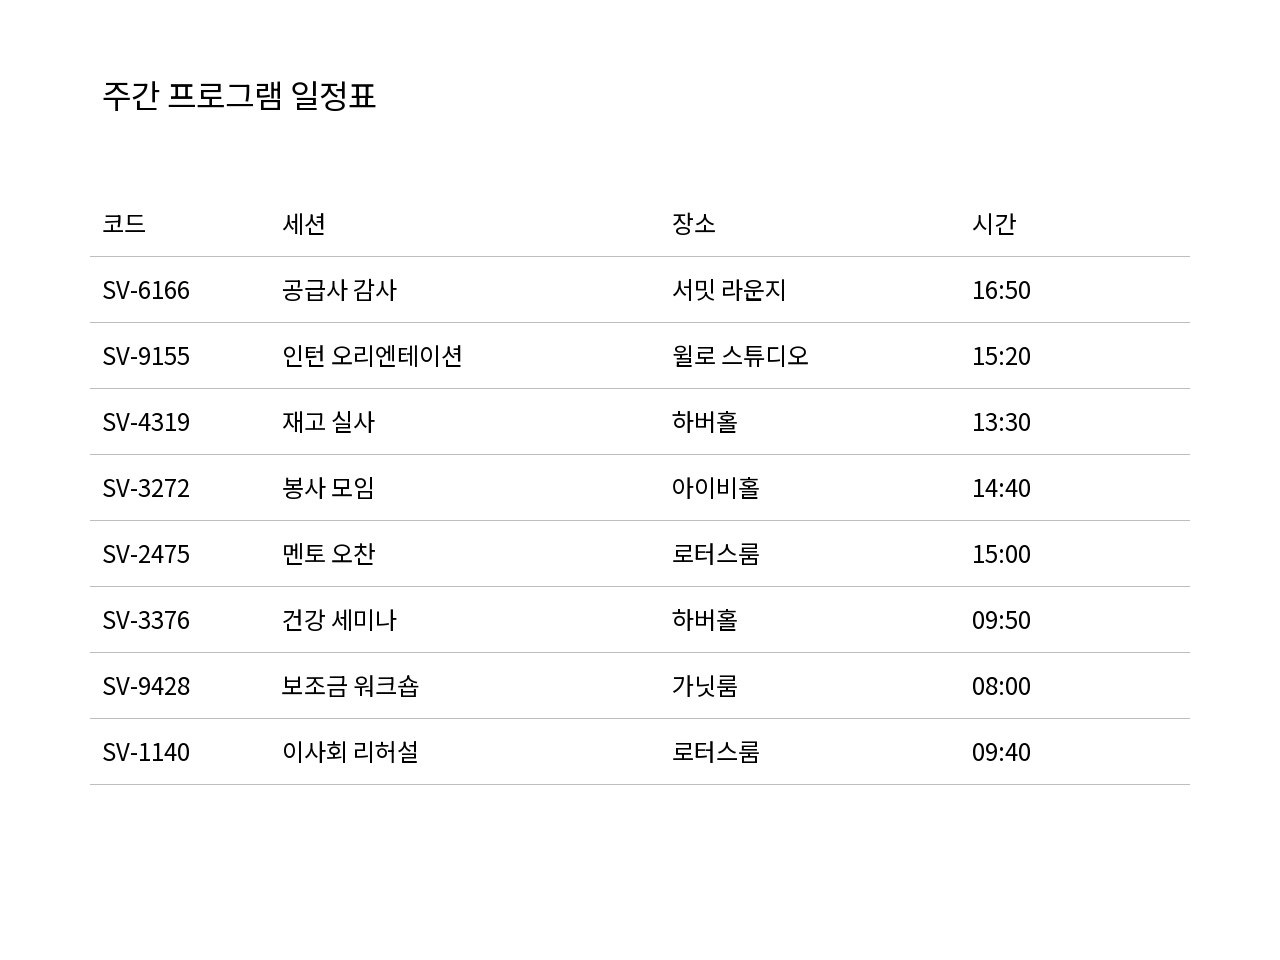 주간 프로그램 일정표
코드 세션 장소 시간
SV-6166 공급사 감사 서밋 라운지 16:50
SV-9155 인턴 오리엔테이션 윌로 스튜디오 15:20
SV-4319 재고 실사 하버홀 13:30
SV-3272 봉사 모임 아이비홀 14:40
SV-2475 멘토 오찬 로터스룸 15:00
SV-3376 건강 세미나 하버홀 09:50
SV-9428 보조금 워크숍 가닛룸 08:00
SV-1140 이사회 리허설 로터스룸 09:40